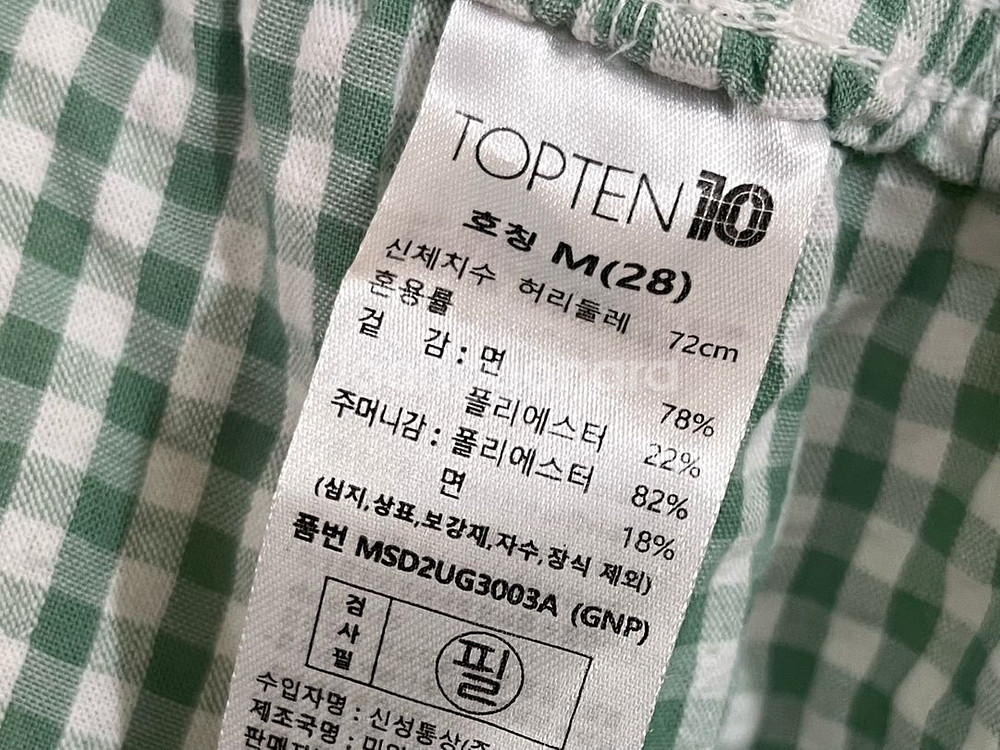 TOPTEN10
호칭 M(28)
신체치수 허리둘레 72cm
혼용률
겉 감 : 면 78%
폴리에스터 22%
주머니감 : 폴리에스터 82%
면 18%
(심지,상표,보강재,자수,장식 제외)
품번 MSD2UG3003A (GNP)
검사필
필
수입자명 : 신성통상(주
제조국명 :